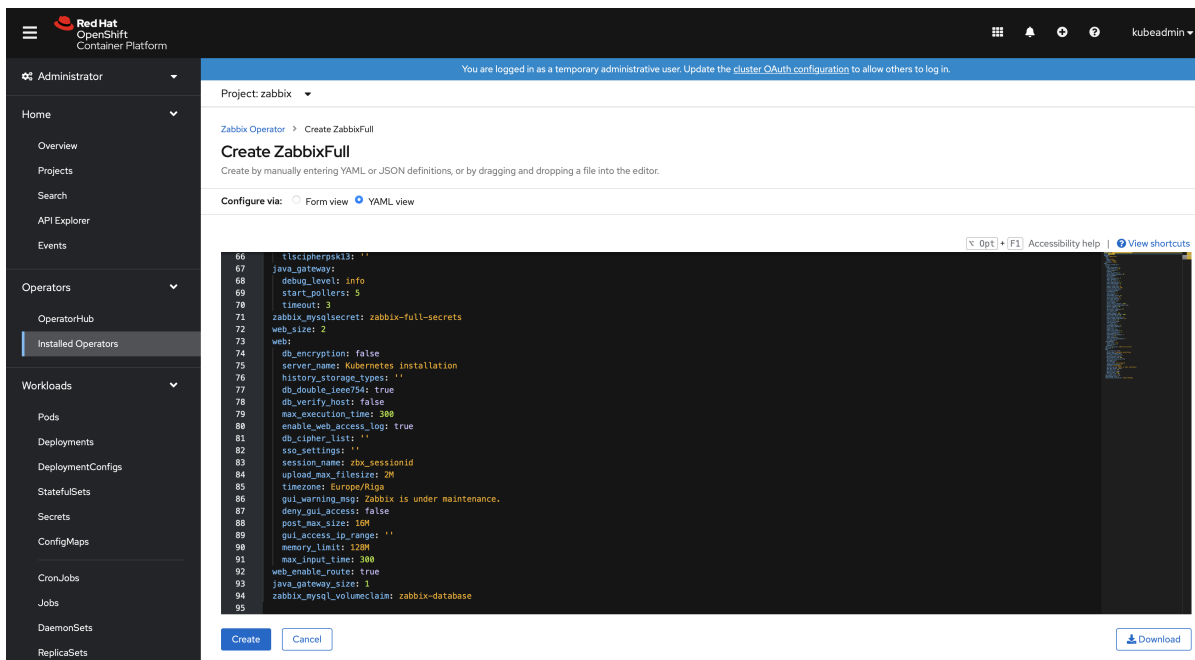 Red Hat
OpenShift
Container Platform
kubeadmin
Administrator
You are logged in as a temporary administrative user. Update the cluster OAuth configuration to allow others to log in.
Project: zabbix
Home
Overview
Projects
Search
API Explorer
Events
Operators
OperatorHub
Installed Operators
Workloads
Pods
Deployments
DeploymentConfigs
StatefulSets
Secrets
ConfigMaps
CronJobs
Jobs
DaemonSets
ReplicaSets
Zabbix Operator > Create ZabbixFull
Create ZabbixFull
Create by manually entering YAML or JSON definitions, or by dragging and dropping a file into the editor.
Configure via: Form view YAML view
⌥ Opt + F1 Accessibility help | View shortcuts
66 tlscipherpsk13: ''
67 java_gateway:
68 debug_level: info
69 start_pollers: 5
70 timeout: 3
71 zabbix_mysqlsecret: zabbix-full-secrets
72 web_size: 2
73 web:
74 db_encryption: false
75 server_name: Kubernetes installation
76 history_storage_types: ''
77 db_double_ieee754: true
78 db_verify_host: false
79 max_execution_time: 300
80 enable_web_access_log: true
81 db_cipher_list: ''
82 sso_settings: ''
83 session_name: zbx_sessionid
84 upload_max_filesize: 2M
85 timezone: Europe/Riga
86 gui_warning_msg: Zabbix is under maintenance.
87 deny_gui_access: false
88 post_max_size: 16M
89 gui_access_ip_range: ''
90 memory_limit: 128M
91 max_input_time: 300
92 web_enable_route: true
93 java_gateway_size: 1
94 zabbix_mysql_volumeclaim: zabbix-database
95
Create
Cancel
Download